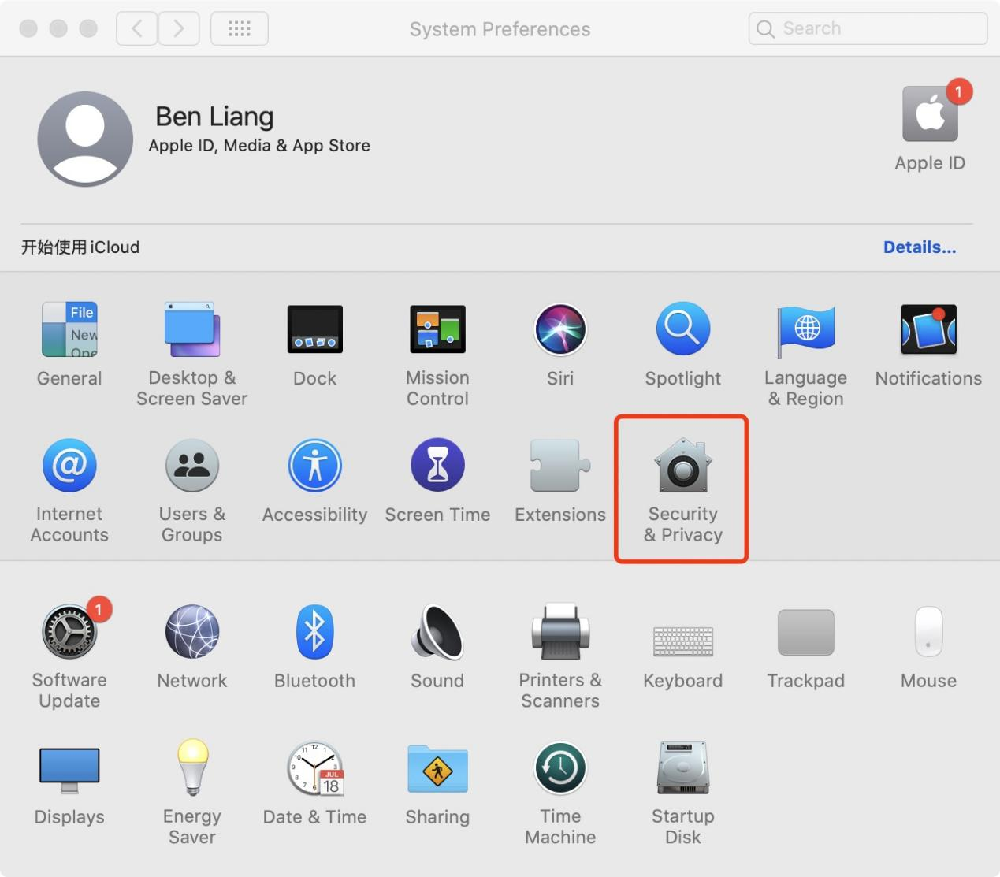 System Preferences
Search
Ben Liang
Apple ID, Media & App Store
1
Apple ID
开始使用 iCloud
Details...
File
New
Ope
General
Desktop &
Screen Saver
Dock
Mission
Control
Siri
Spotlight
Language
& Region
Notifications
@
Internet
Accounts
Users &
Groups
Accessibility
Screen Time
Extensions
Security
& Privacy
1
Software
Update
Network
Bluetooth
Sound
Printers &
Scanners
Keyboard
Trackpad
Mouse
Displays
Energy
Saver
JUL
18
Date & Time
Sharing
Time
Machine
Startup
Disk